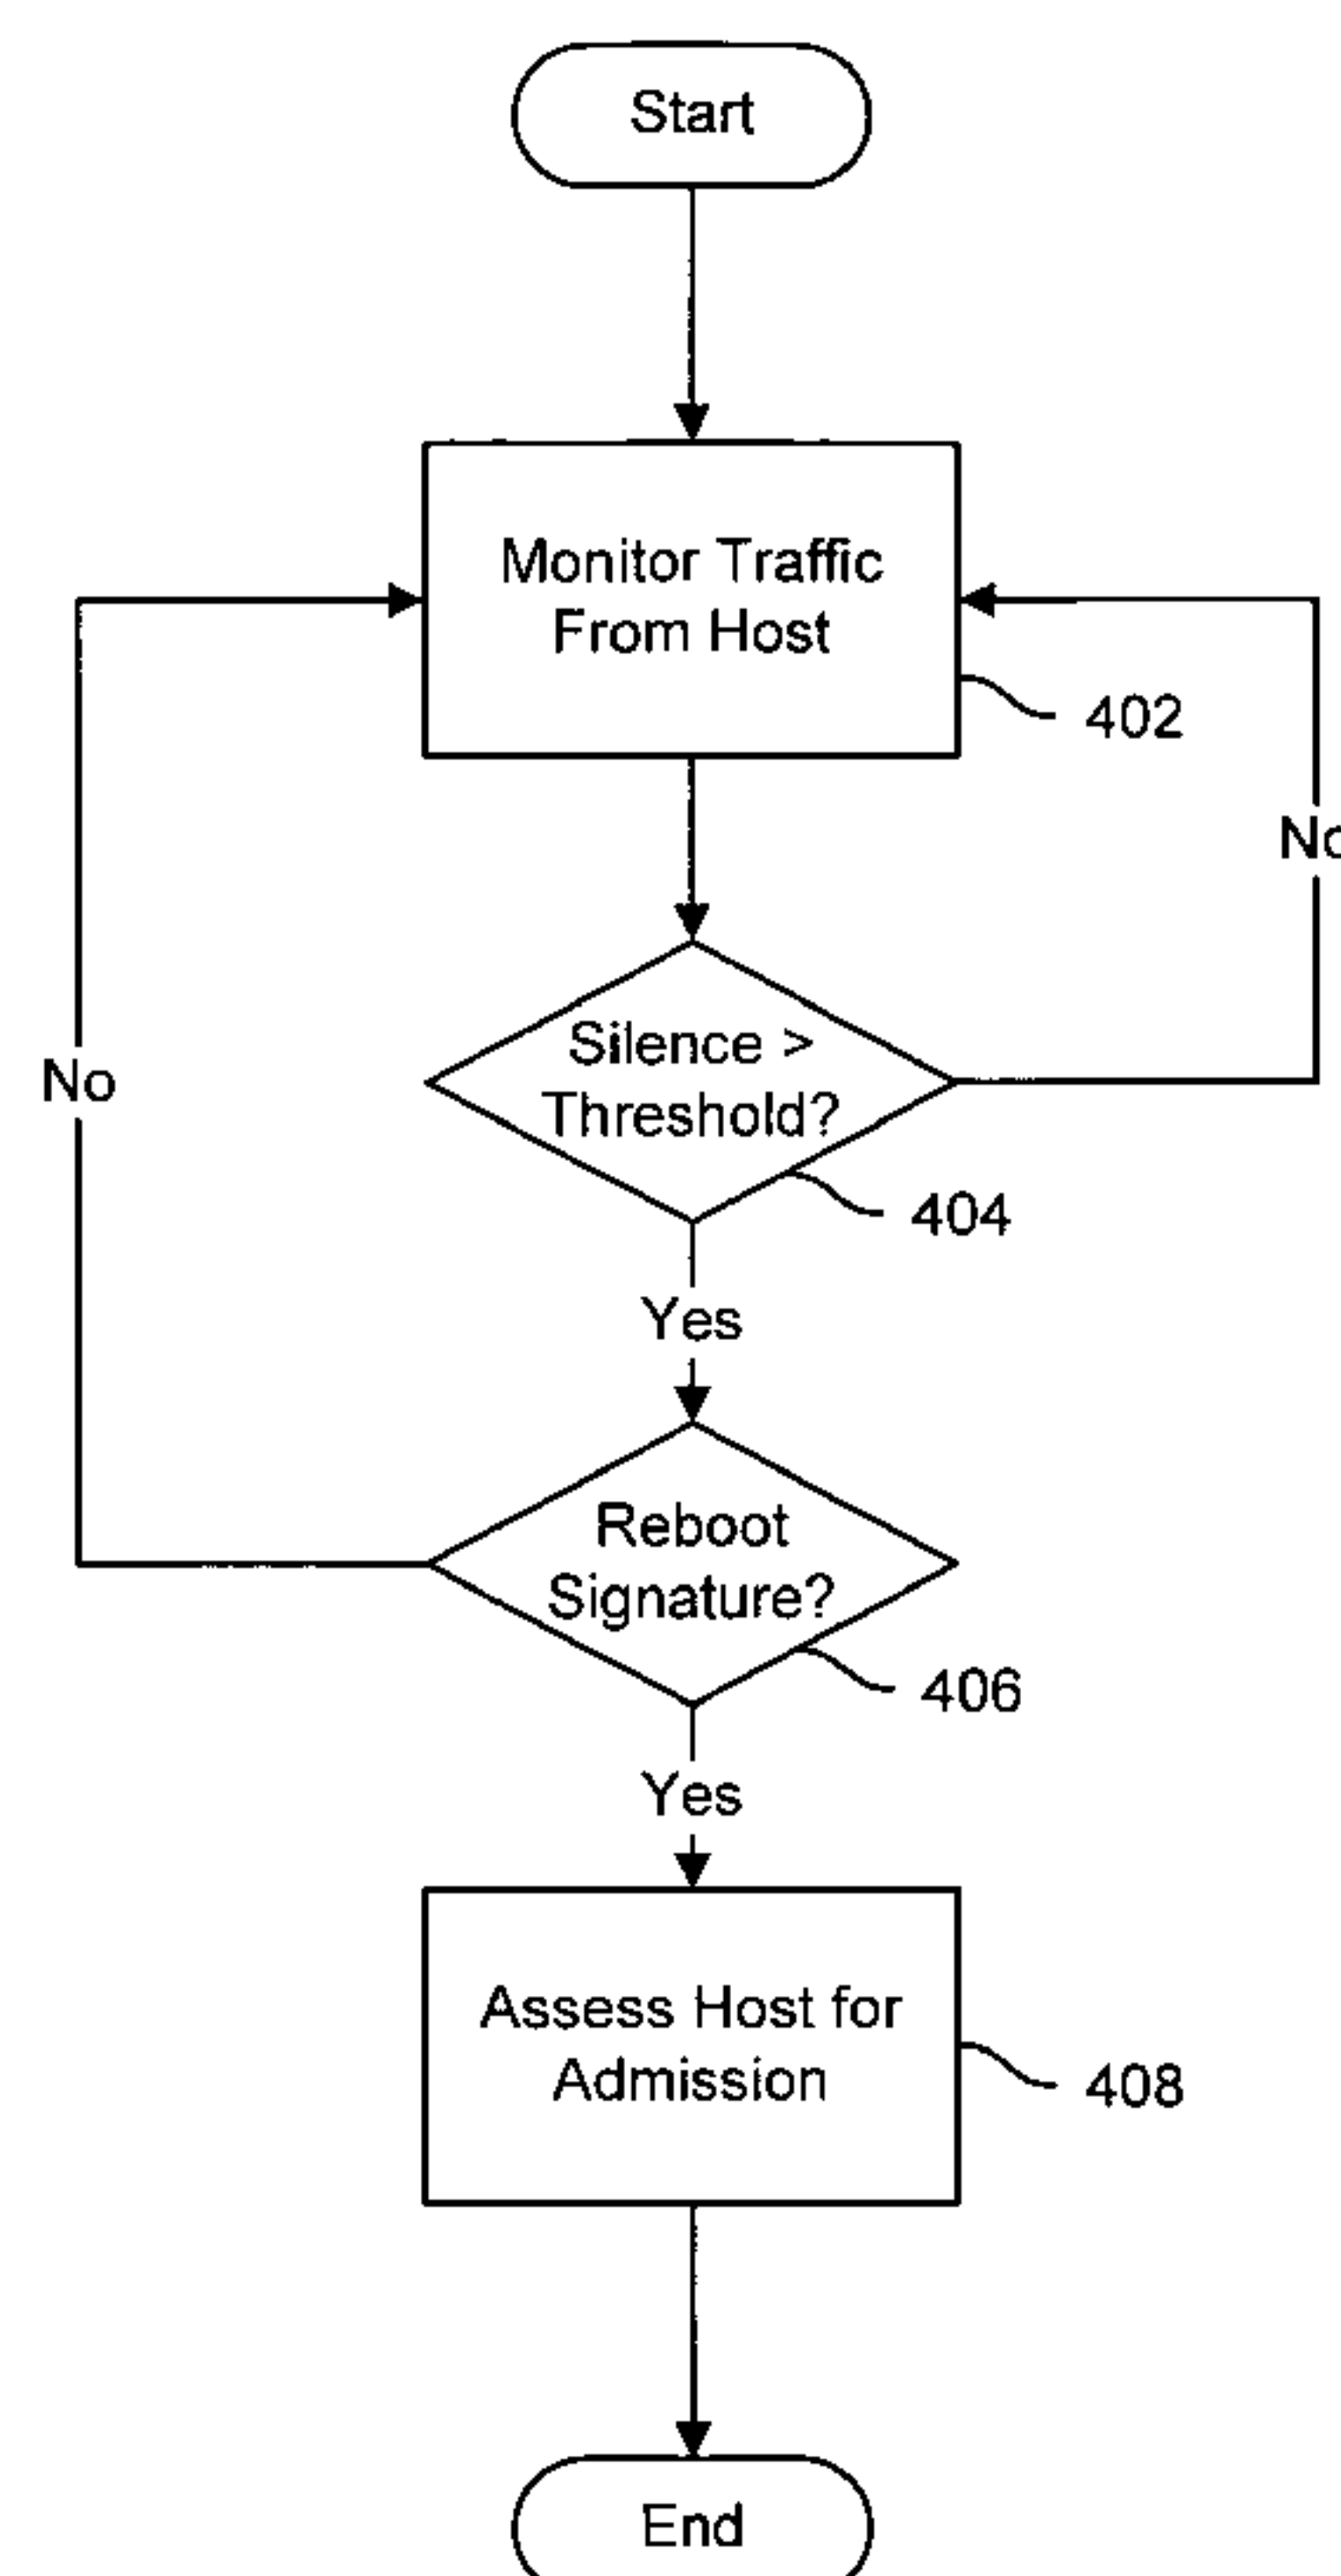 Start
Monitor Traffic
From Host
402
No
Silence >
Threshold?
No
404
Yes
Reboot
Signature?
406
Yes
Assess Host for
Admission
408
End